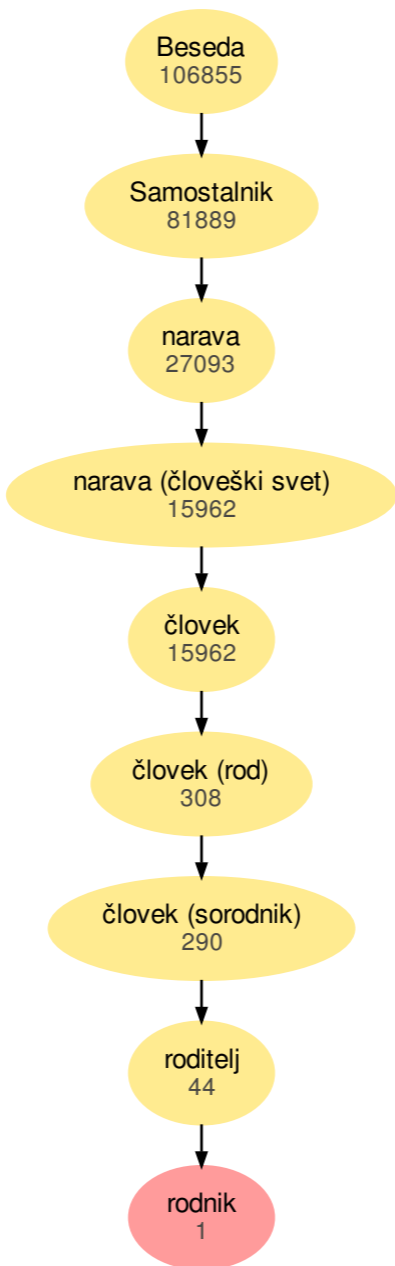 Beseda
106855
Samostalnik
81889
narava
27093
narava (človeški svet)
15962
človek
15962
človek (rod)
308
človek (sorodnik)
290
roditelj
44
rodnik
1